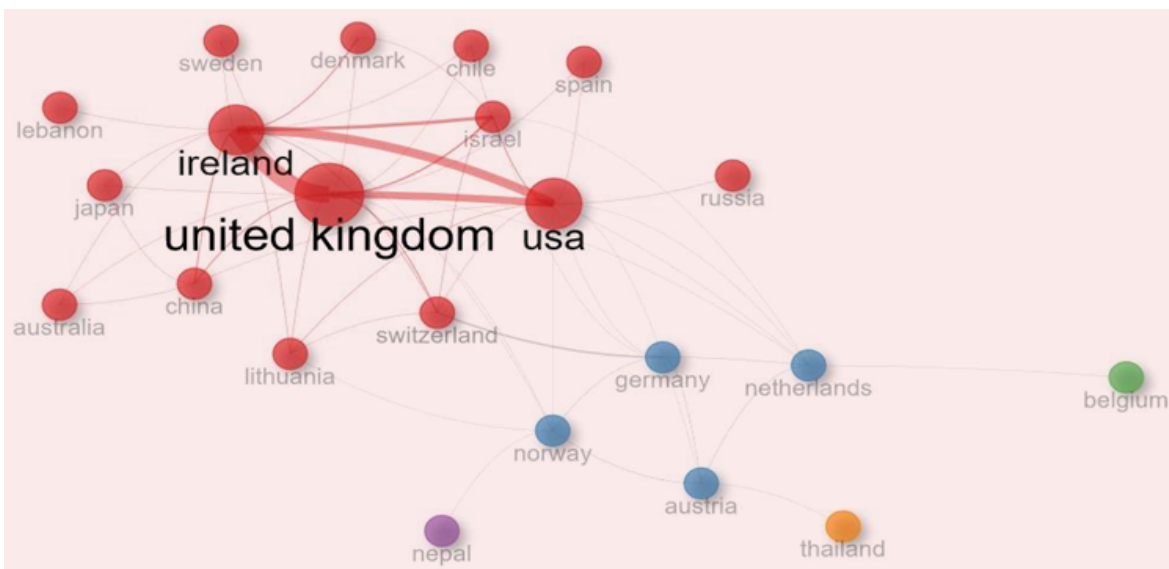 sweden
denmark
chile
spain
lebanon
israel
ireland
russia
japan
united kingdom
usa
china
australia
switzerland
lithuania
germany
netherlands
belgium
norway
austria
nepal
thailand